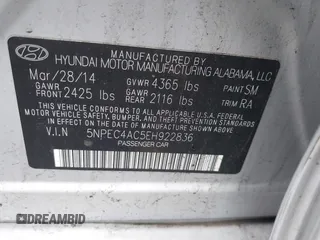 MANUFACTURED BY
HYUNDAI MOTOR MANUFACTURING ALABAMA, LLC
Mar/28/14 GVWR 4365 lbs PAINT SM
GAWR FRONT 2425 lbs GAWR 2116 lbs TRIM RA
THIS VEHICLE CONFORMS TO ALL APPLICABLE FEDERAL MOTOR VEHICLE
SAFETY, BUMPER, AND THEFT PREVENTION STANDARDS IN EFFECT
ON THE DATE OF MANUFACTURE SHOWN ABOVE.
V.I.N 5NPEC4AC5EH922836
PASSENGER CAR
DREAMBID